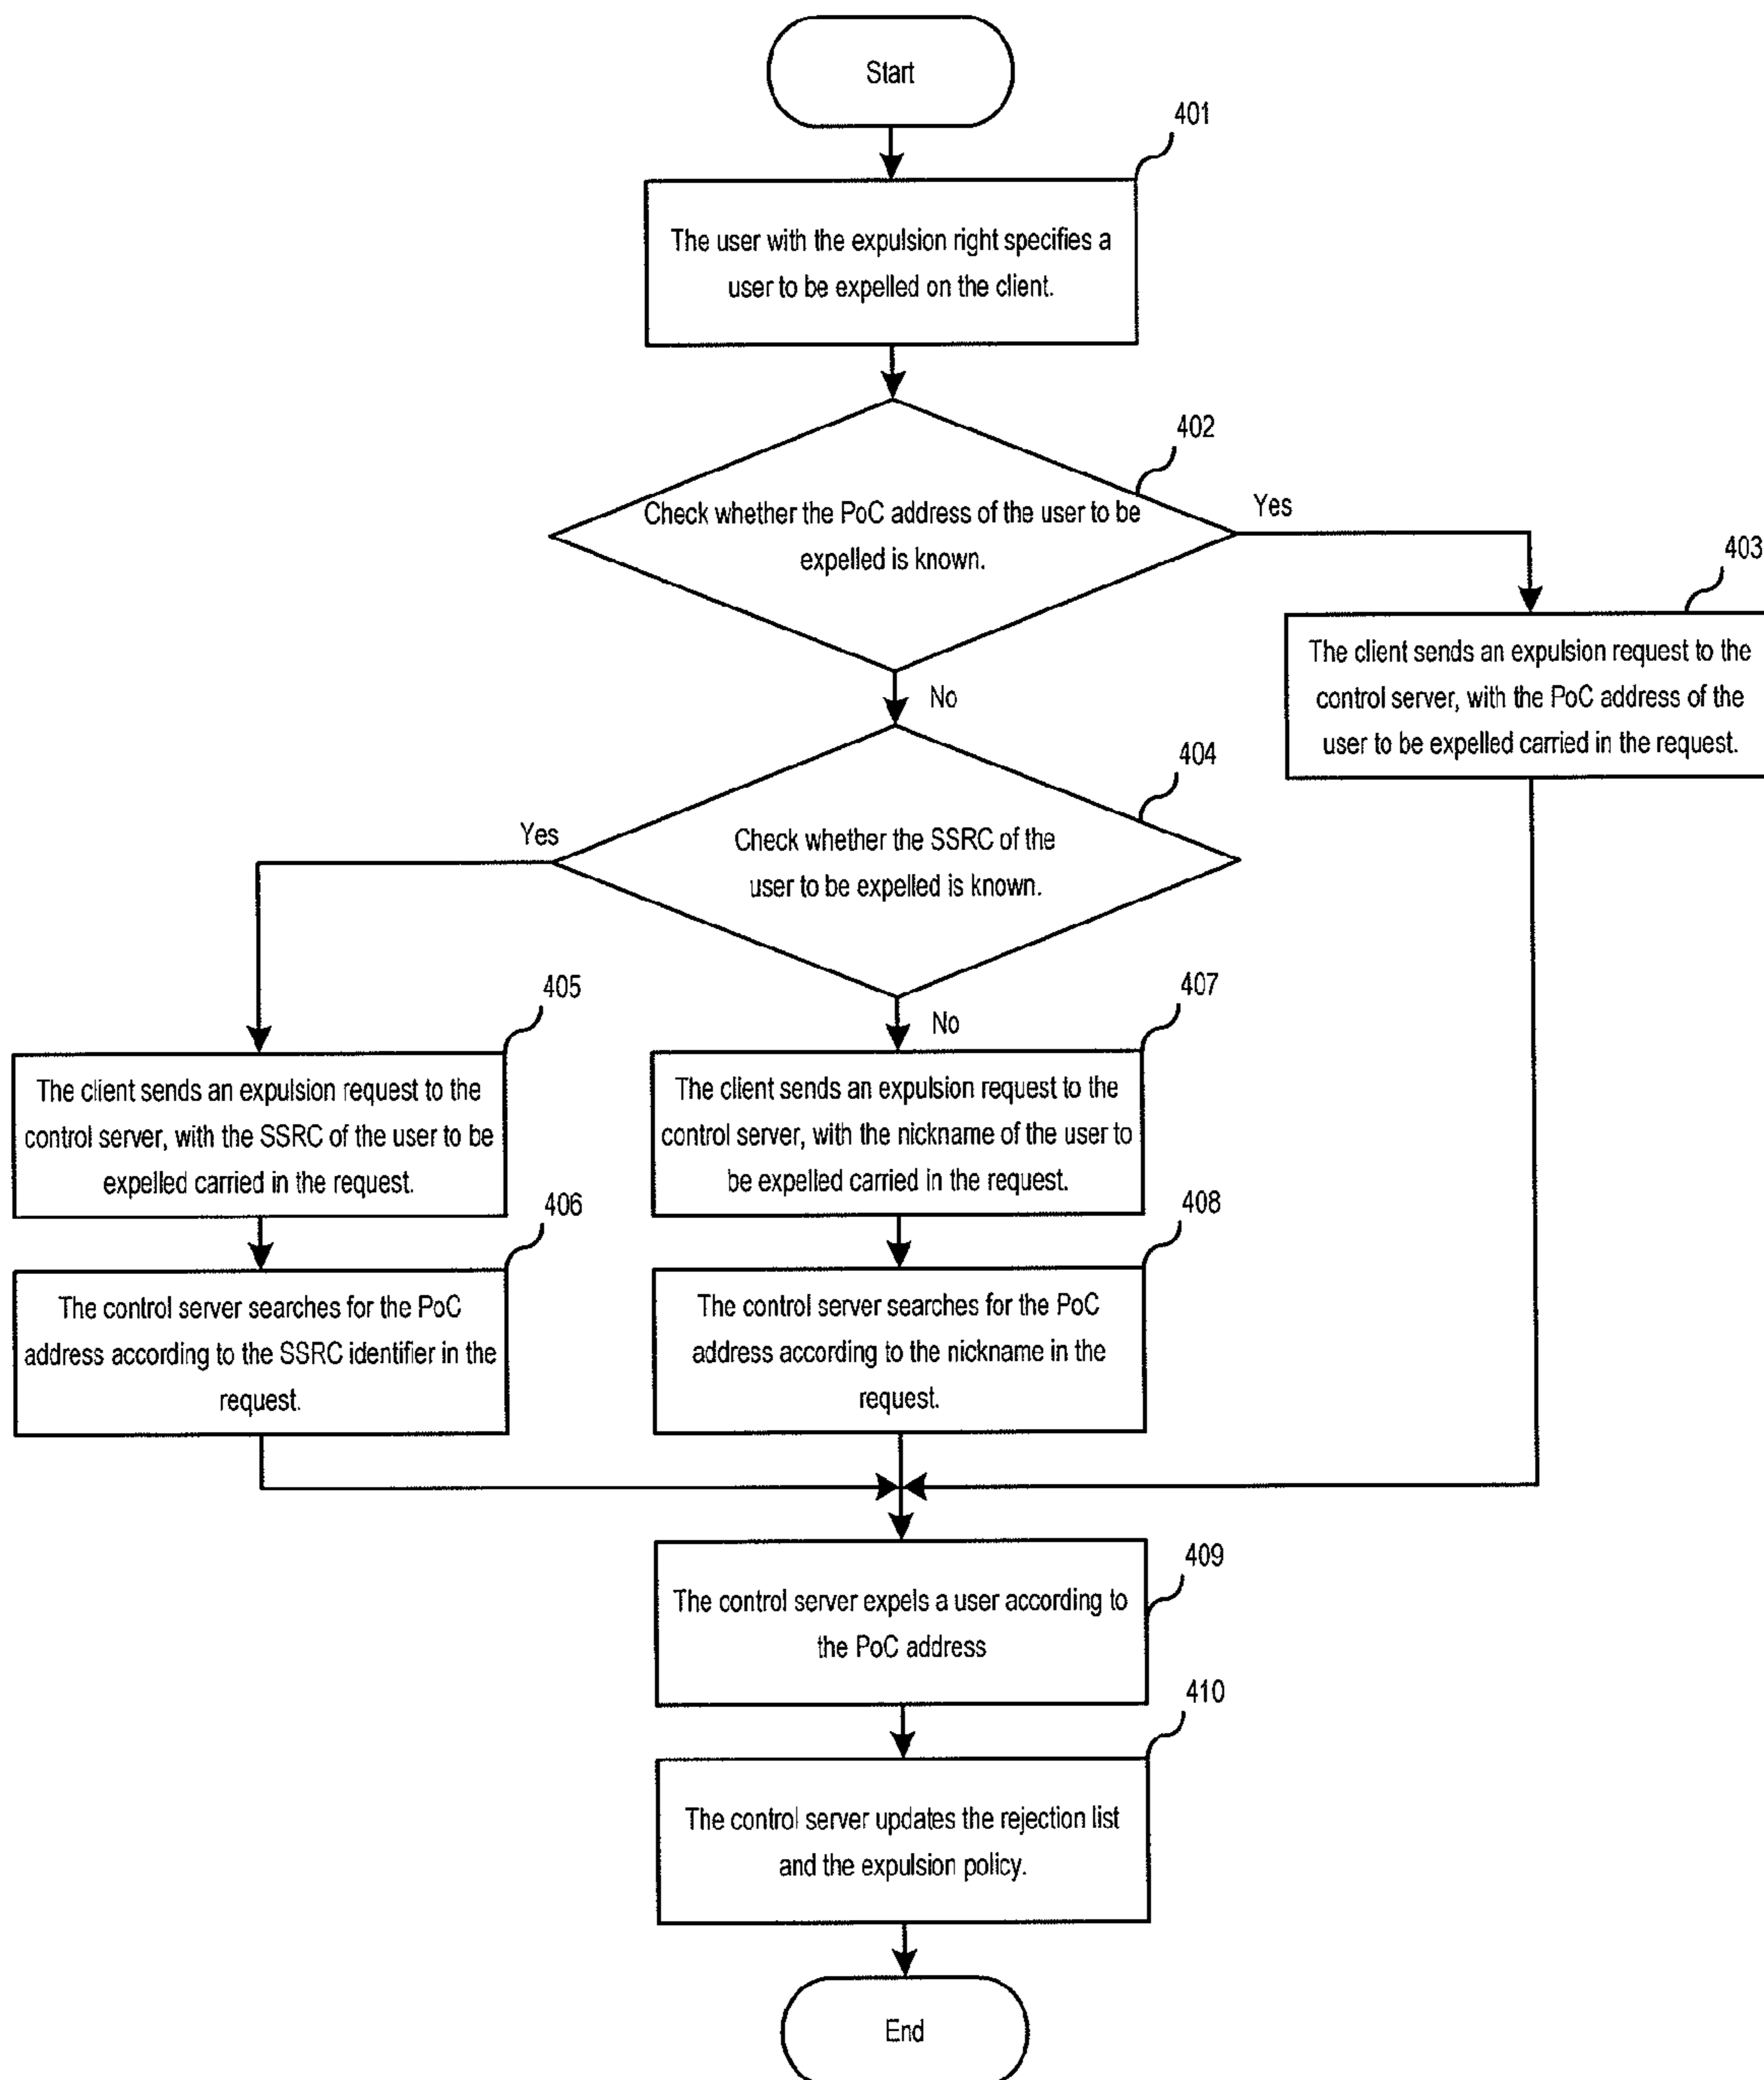 Start
401
The user with the expulsion right specifies a
user to be expelled on the client.
402
Check whether the PoC address of the user to be
expelled is known.
Yes
403
The client sends an expulsion request to the
control server, with the PoC address of the
user to be expelled carried in the request.
No
404
Check whether the SSRC of the
user to be expelled is known.
Yes
405
The client sends an expulsion request to the
control server, with the SSRC of the user to be
expelled carried in the request.
No
407
The client sends an expulsion request to the
control server, with the nickname of the user to
be expelled carried in the request.
406
The control server searches for the PoC
address according to the SSRC identifier in the
request.
408
The control server searches for the PoC
address according to the nickname in the
request.
409
The control server expels a user according to
the PoC address
410
The control server updates the rejection list
and the expulsion policy.
End